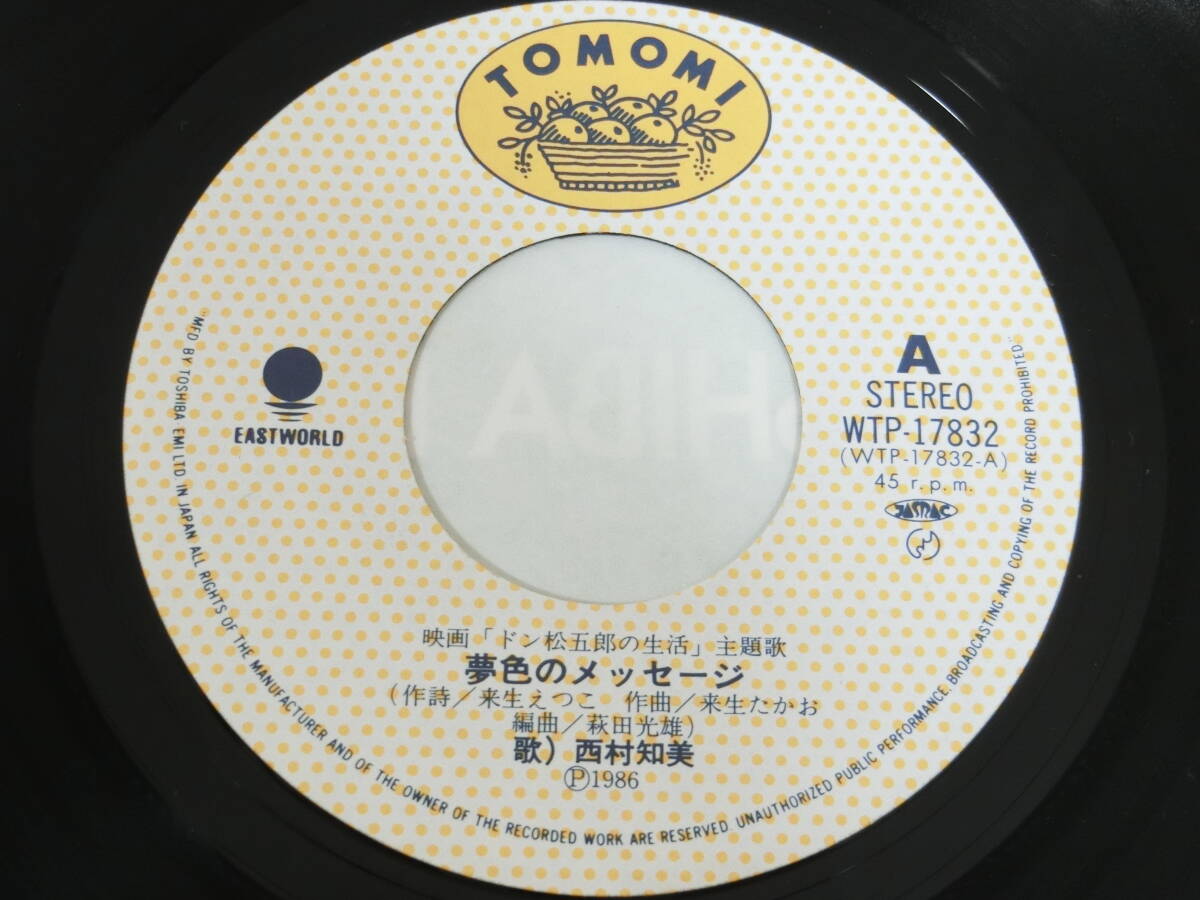 TOMOMI
EASTWORLD
A
STEREO
WTP-17832
(WTP-17832-A)
45 r.p.m.
JASRAC
映画「ドン松五郎の生活」主題歌
夢色のメッセージ
(作詩/来生えつこ 作曲/来生たかお
編曲/萩田光雄)
歌) 西村知美
Ⓟ1986
"MFD BY TOSHIBA EMI LTD. IN JAPAN ALL RIGHTS OF THE MANUFACTURER AND OF THE OWNER OF THE RECORDED WORK ARE RESERVED. UNAUTHORIZED PUBLIC PERFORMANCE, BROADCASTING AND COPYING OF THE RECORD PROHIBITED."